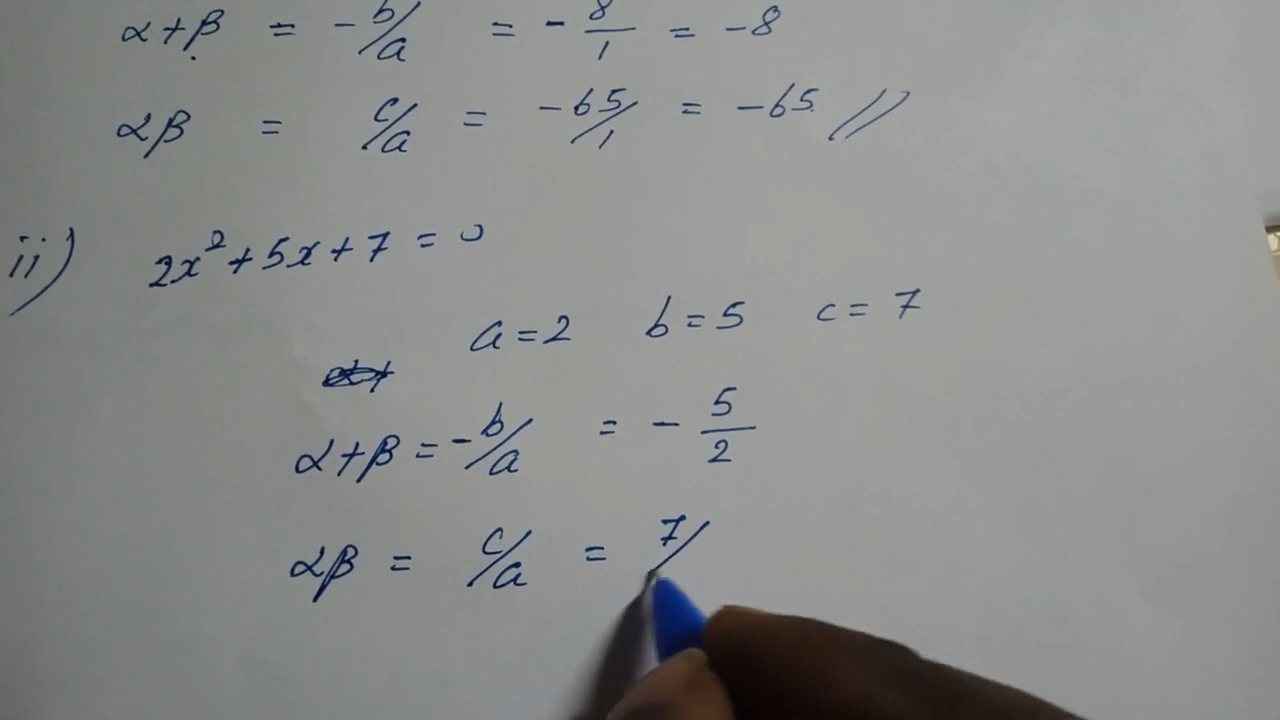 α+β = -b/a = - 8/1 = -8
αβ = c/a = -65/1 = -65 //
ii) 2x²+5x+7 = 0
a=2 b=5 c=7
α+β = -b/a = - 5/2
αβ = c/a = 7/